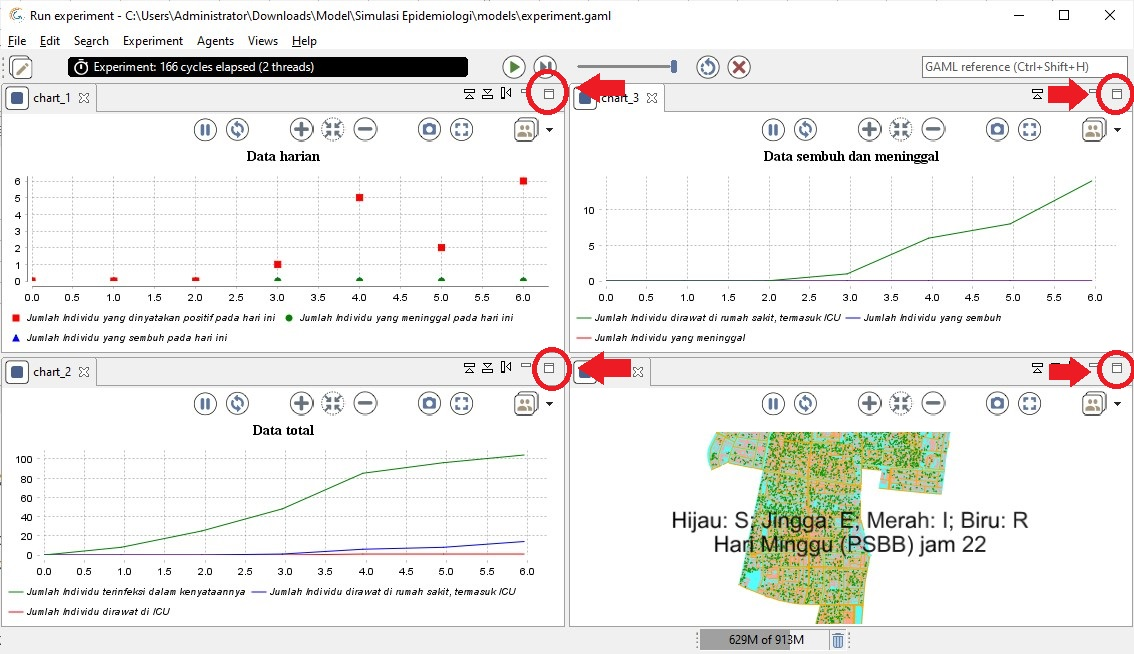 Run experiment - C:\Users\Administrator\Downloads\Model\Simulasi Epidemiologi\models\experiment.gaml
File Edit Search Experiment Agents Views Help
Experiment: 166 cycles elapsed (2 threads)
GAML reference (Ctrl+Shift+H)
chart_1
Data harian
6
5
4
3
2
1
0
0.0 0.5 1.0 1.5 2.0 2.5 3.0 3.5 4.0 4.5 5.0 5.5 6.0
Jumlah Individu yang dinyatakan positif pada hari ini Jumlah Individu yang meninggal pada hari ini
Jumlah Individu yang sembuh pada hari ini
chart_3
Data sembuh dan meninggal
10
5
0
0.0 0.5 1.0 1.5 2.0 2.5 3.0 3.5 4.0 4.5 5.0 5.5 6.0
Jumlah Individu dirawat di rumah sakit, termasuk ICU Jumlah Individu yang sembuh
Jumlah Individu yang meninggal
chart_2
Data total
100
80
60
40
20
0
0.0 0.5 1.0 1.5 2.0 2.5 3.0 3.5 4.0 4.5 5.0 5.5 6.0
Jumlah Individu terinfeksi dalam kenyataannya Jumlah Individu dirawat di rumah sakit, termasuk ICU
Jumlah Individu dirawat di ICU
Hijau: S; Jingga: E; Merah: I; Biru: R
Hari Minggu (PSBB) jam 22
629M of 913M